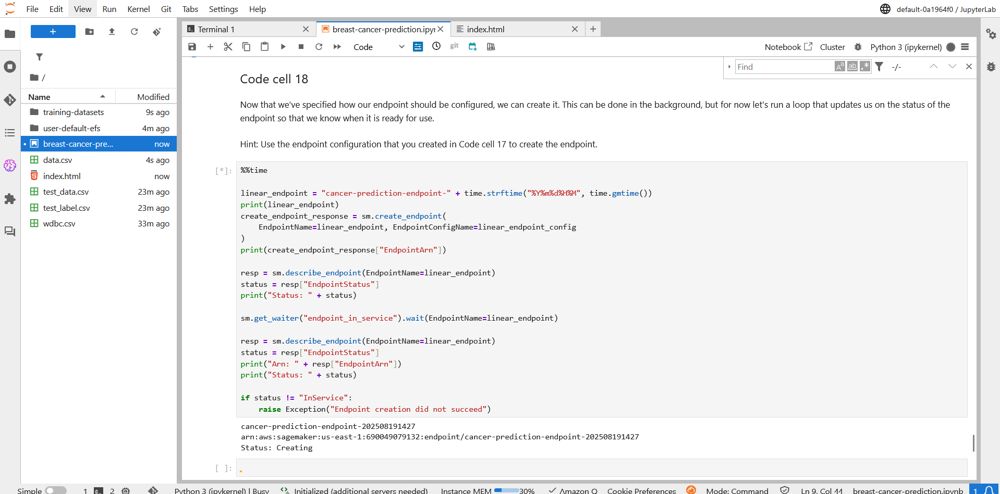 File Edit View Run Kernel Git Tabs Settings Help
default-0a1964f0 / JupyterLab
Terminal 1
breast-cancer-prediction.ipyn
index.html
Code
git
Notebook
Cluster
Python 3 (ipykernel)
/
Name Modified
training-datasets 9s ago
user-default-efs 4m ago
breast-cancer-pre... now
data.csv 4s ago
index.html now
test_data.csv 23m ago
test_label.csv 23m ago
wdbc.csv 33m ago
Find
-/-
Code cell 18
Now that we've specified how our endpoint should be configured, we can create it. This can be done in the background, but for now let's run a loop that updates us on the status of the
endpoint so that we know when it is ready for use.
Hint: Use the endpoint configuration that you created in Code cell 17 to create the endpoint.
[*]:
%%time
linear_endpoint = "cancer-prediction-endpoint-" + time.strftime("%Y%m%d%H%M", time.gmtime())
print(linear_endpoint)
create_endpoint_response = sm.create_endpoint(
    EndpointName=linear_endpoint, EndpointConfigName=linear_endpoint_config
)
print(create_endpoint_response["EndpointArn"])
resp = sm.describe_endpoint(EndpointName=linear_endpoint)
status = resp["EndpointStatus"]
print("Status: " + status)
sm.get_waiter("endpoint_in_service").wait(EndpointName=linear_endpoint)
resp = sm.describe_endpoint(EndpointName=linear_endpoint)
status = resp["EndpointStatus"]
print("Arn: " + resp["EndpointArn"])
print("Status: " + status)
if status != "InService":
    raise Exception("Endpoint creation did not succeed")
cancer-prediction-endpoint-202508191427
arn:aws:sagemaker:us-east-1:690049079132:endpoint/cancer-prediction-endpoint-202508191427
Status: Creating
[ ]:
Simple 1 2 Python 3 (ipykernel) | Busy Initialized (additional servers needed) Instance MEM 30% Amazon Q Cookie Preferences Mode: Command Ln 9, Col 44 breast-cancer-prediction.ipynb 1